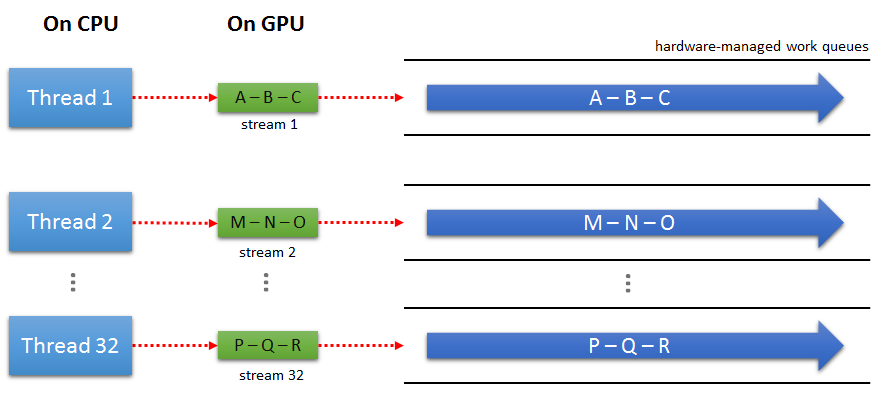 On CPU
On GPU
hardware-managed work queues
Thread 1
A – B – C
stream 1
A – B – C
Thread 2
M – N – O
stream 2
M – N – O
Thread 32
P – Q – R
stream 32
P – Q – R